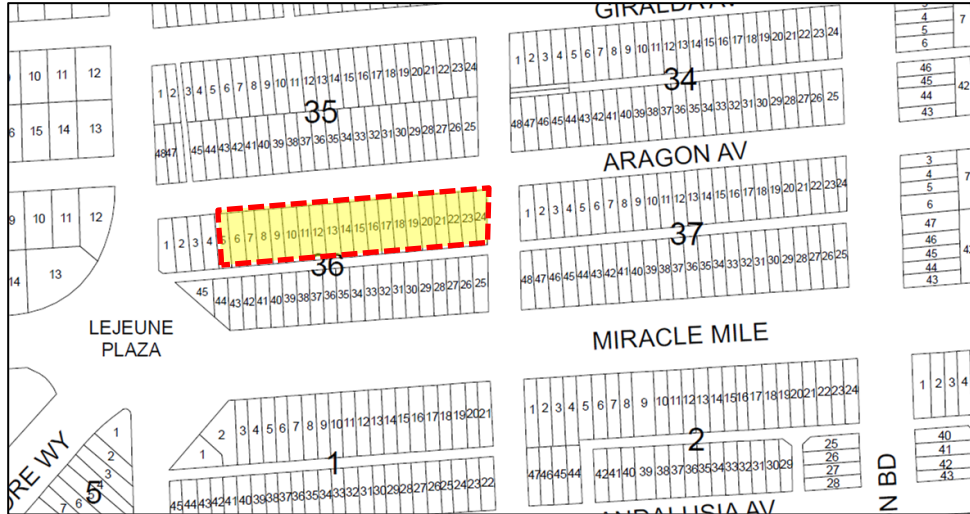 GIRALDA AV
10 11 12
15 14 13
1 2 3 4 5 6 7 8 9 10 11 12 13 14 15 16 17 18 19 20 21 22 23 24
35
48 47 45 44 43 42 41 40 39 38 37 36 35 34 33 32 31 30 29 28 27 26 25
1 2 3 4 5 6 7 8 9 10 11 12 13 14 15 16 17 18 19 20 21 22 23 24
34
48 47 46 45 44 43 42 41 40 39 38 37 36 35 34 33 32 31 30 29 28 27 26 25
4
5
6
7
46
45
44
43
42
ARAGON AV
9 10 11 12
14 13
1 2 3 4 5 6 7 8 9 10 11 12 13 14 15 16 17 18 19 20 21 22 23 24
36
45 44 43 42 41 40 39 38 37 36 35 34 33 32 31 30 29 28 27 26 25
1 2 3 4 5 6 7 8 9 10 11 12 13 14 15 16 17 18 19 20 21 22 23 24
37
48 47 46 45 44 43 42 41 40 39 38 37 36 35 34 33 32 31 30 29 28 27 26 25
3
4
5
6
47
46
45
44
43
LEJEUNE
PLAZA
MIRACLE MILE
1
2
3
4
5
6
7
5
ORE WY
2 3 4 5 6 7 8 9 10 11 12 13 14 15 16 17 18 19 20 21
1
1
45 44 43 42 41 40 39 38 37 36 35 34 33 32 31 30 29 28 27 26 25 24 23 22
1 2 3 4 5 6 7 8 9 10 11 12 13 14 15 16 17 18 19 20 21 22 23 24
2
47 46 45 44 42 41 40 39 38 37 36 35 34 33 32 31 30 29
25
26
27
28
1 2 3 4
40
41
42
43
N BD
ANDALUSIA AV